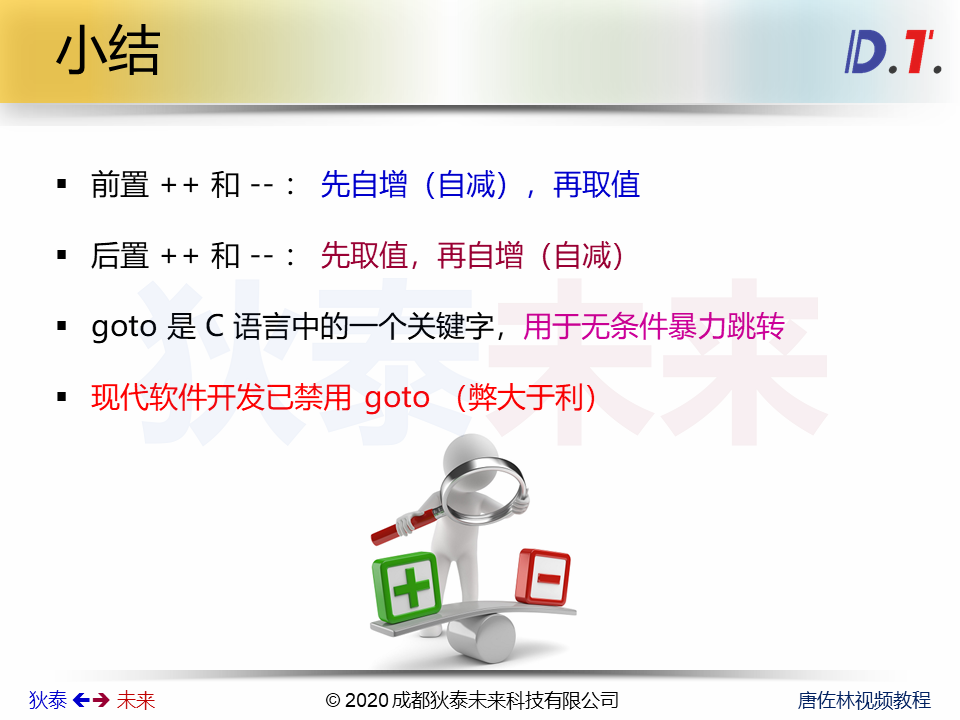 小结
D.T.
前置 ++ 和 -- : 先自增（自减）, 再取值
后置 ++ 和 -- : 先取值，再自增（自减）
goto 是 C 语言中的一个关键字，用于无条件暴力跳转
现代软件开发已禁用 goto （弊大于利）
狄泰未来
狄泰 未来
© 2020 成都狄泰未来科技有限公司
唐佐林视频教程